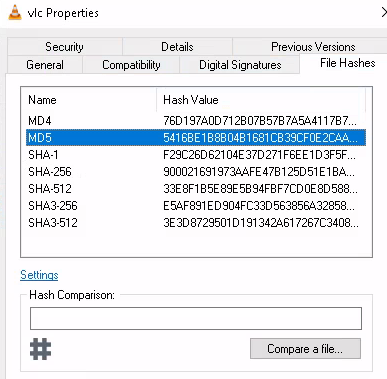 vlc Properties
Security Details Previous Versions
General Compatibility Digital Signatures File Hashes
Name Hash Value
MD4 76D197A0D712B07B57B7A5A4117B7...
MD5 5416BE1B8B04B1681CB39CF0E2CAA...
SHA-1 F29C26D62104E37D271F6EE1D3F5F...
SHA-256 900021691973AAFE47B125D51E1BA...
SHA-512 33E8F1B5E89E5B94FBF7CD0E8D588...
SHA3-256 E5AF891ED904FC33D563856A32858...
SHA3-512 3E3D8729501D191342A617267C3408...
Settings
Hash Comparison:
Compare a file...